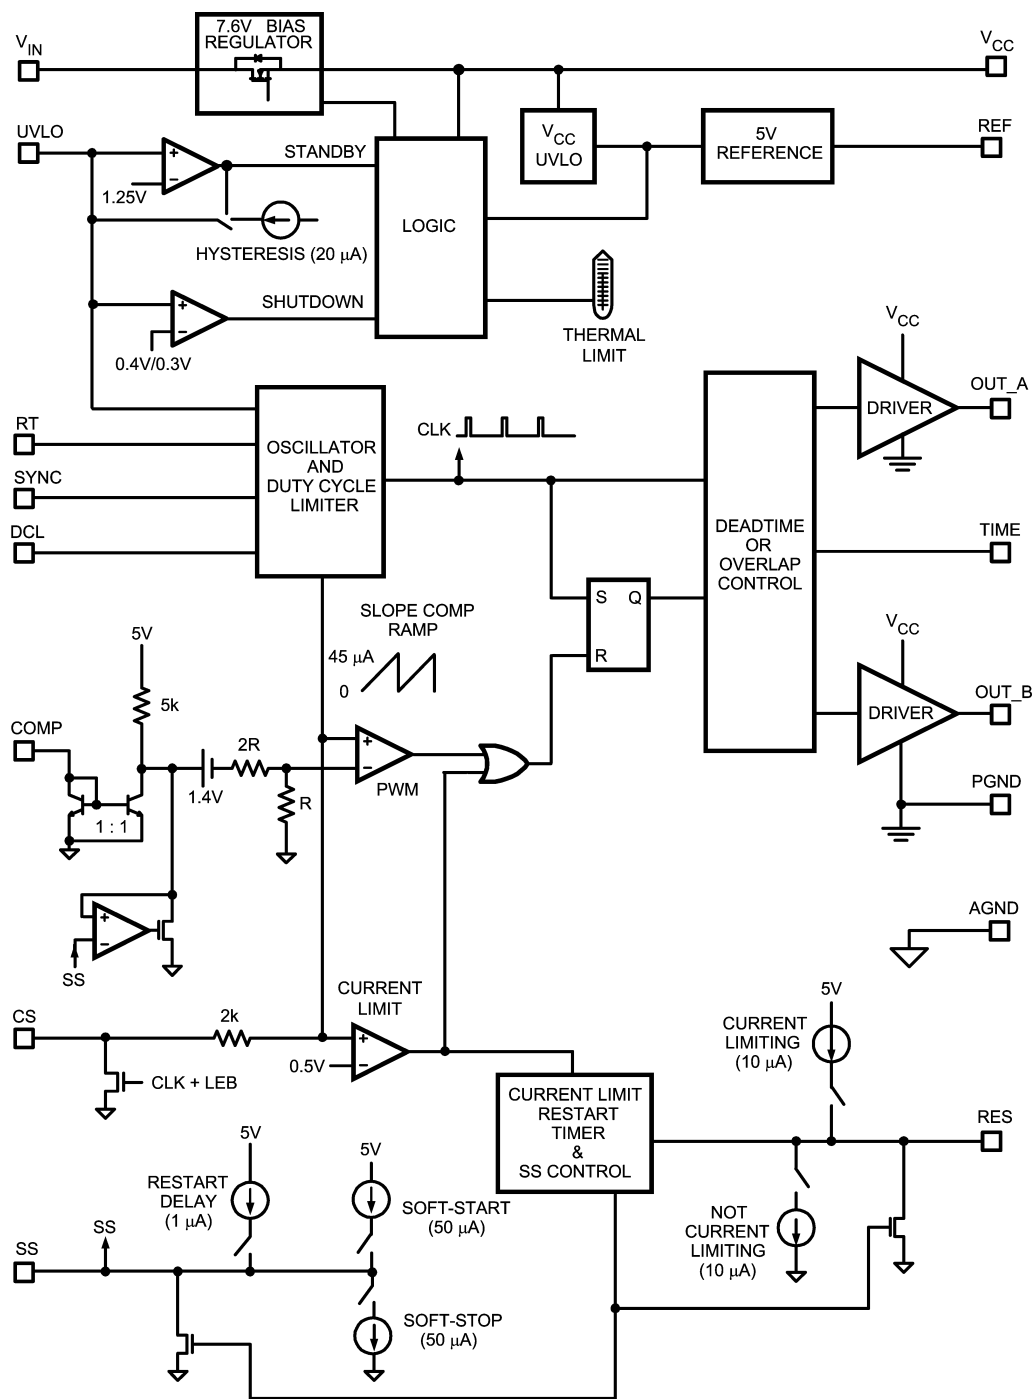 7.6V BIAS
REGULATOR
VIN
VCC
UVLO
VCC
UVLO
5V
REFERENCE
REF
+
−
1.25V
STANDBY
LOGIC
HYSTERESIS (20 µA)
+
−
0.4V/0.3V
SHUTDOWN
THERMAL
LIMIT
VCC
DRIVER
OUT_A
RT
SYNC
DCL
OSCILLATOR
AND
DUTY CYCLE
LIMITER
CLK
DEADTIME
OR
OVERLAP
CONTROL
TIME
S Q
R
SLOPE COMP
RAMP
45 µA
0
5V
5k
COMP
1 : 1
1.4V
2R
R
+
−
PWM
VCC
DRIVER
OUT_B
PGND
AGND
+
−
SS
CS
2k
CURRENT
LIMIT
+
−
0.5V
CLK + LEB
5V
CURRENT
LIMITING
(10 µA)
CURRENT LIMIT
RESTART
TIMER
&
SS CONTROL
RES
NOT
CURRENT
LIMITING
(10 µA)
5V
RESTART
DELAY
(1 µA)
5V
SOFT-START
(50 µA)
SS
SS
SOFT-STOP
(50 µA)